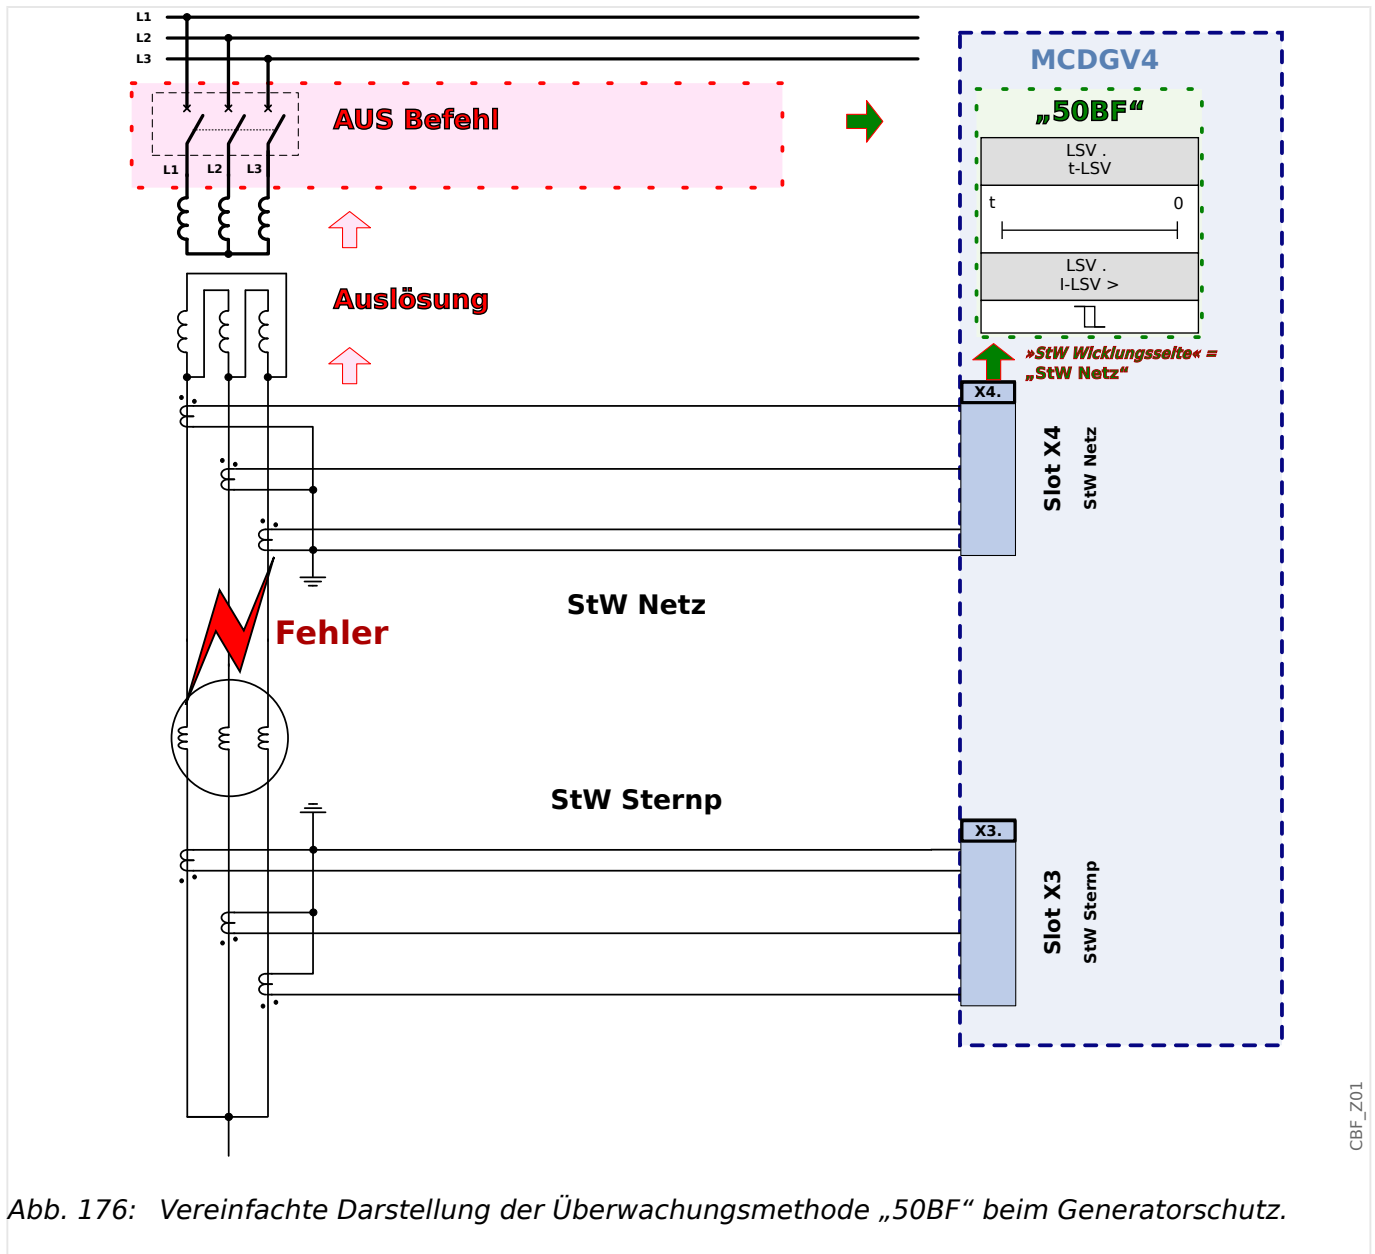 L1
L2
L3
AUS Befehl
L1 L2 L3
Auslösung
MCDGV4
„50BF“
LSV .
t-LSV
t 0
LSV .
I-LSV >
»StW Wicklungsseite« =
„StW Netz“
X4.
Slot X4
StW Netz
StW Netz
Fehler
StW Sternp
X3.
Slot X3
StW Sternp
CBF_Z01
Abb. 176: Vereinfachte Darstellung der Überwachungsmethode „50BF“ beim Generatorschutz.